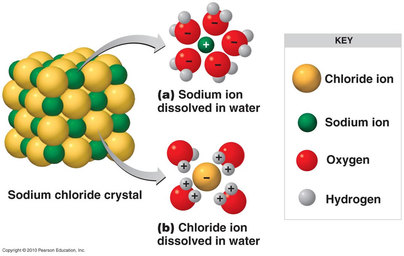 KEY
Chloride ion
Sodium ion
Oxygen
Hydrogen
−
−
+
−
−
−
(a) Sodium ion
dissolved in water
Sodium chloride crystal
+
+
+
−
+
+
+
(b) Chloride ion
dissolved in water
Copyright © 2010 Pearson Education, Inc.